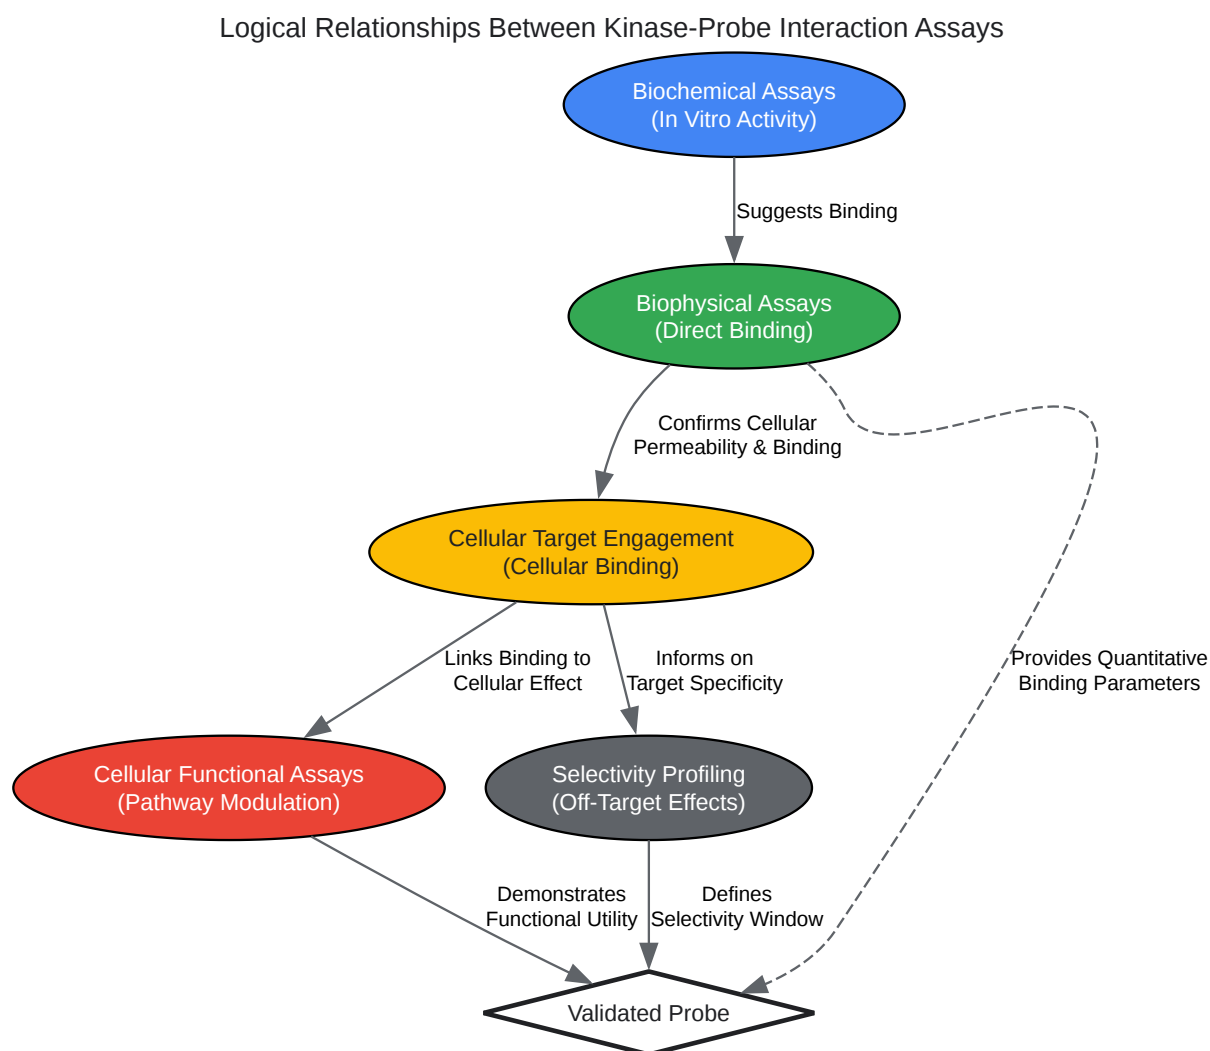 Logical Relationships Between Kinase-Probe Interaction Assays
Biochemical Assays
(In Vitro Activity)
Suggests Binding
Biophysical Assays
(Direct Binding)
Confirms Cellular
Permeability & Binding
Cellular Target Engagement
(Cellular Binding)
Links Binding to
Cellular Effect
Informs on
Target Specificity
Provides Quantitative
Binding Parameters
Cellular Functional Assays
(Pathway Modulation)
Selectivity Profiling
(Off-Target Effects)
Demonstrates
Functional Utility
Defines
Selectivity Window
Validated Probe